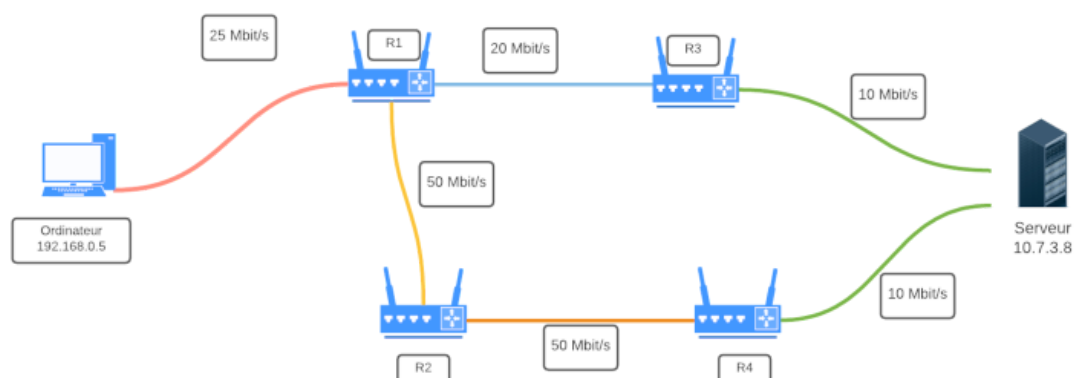 25 Mbit/s
R1
20 Mbit/s
R3
10 Mbit/s
50 Mbit/s
Ordinateur
192.168.0.5
Serveur
10.7.3.8
10 Mbit/s
50 Mbit/s
R2
R4